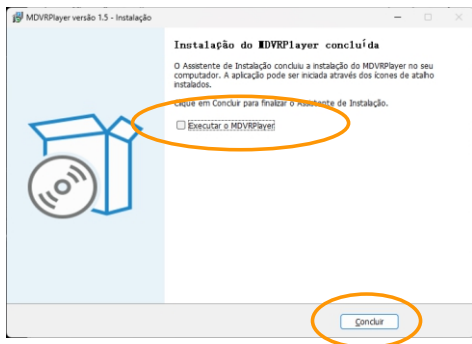 MDVRPlayer versão 1.5 - Instalação
Instalação do MDVRPlayer concluída
O Assistente de Instalação concluiu a instalação do MDVRPlayer no seu
computador. A aplicação pode ser iniciada através dos ícones de atalho
instalados.
Clique em Concluir para finalizar o Assistente de Instalação.
Executar o MDVRPlayer
Concluir